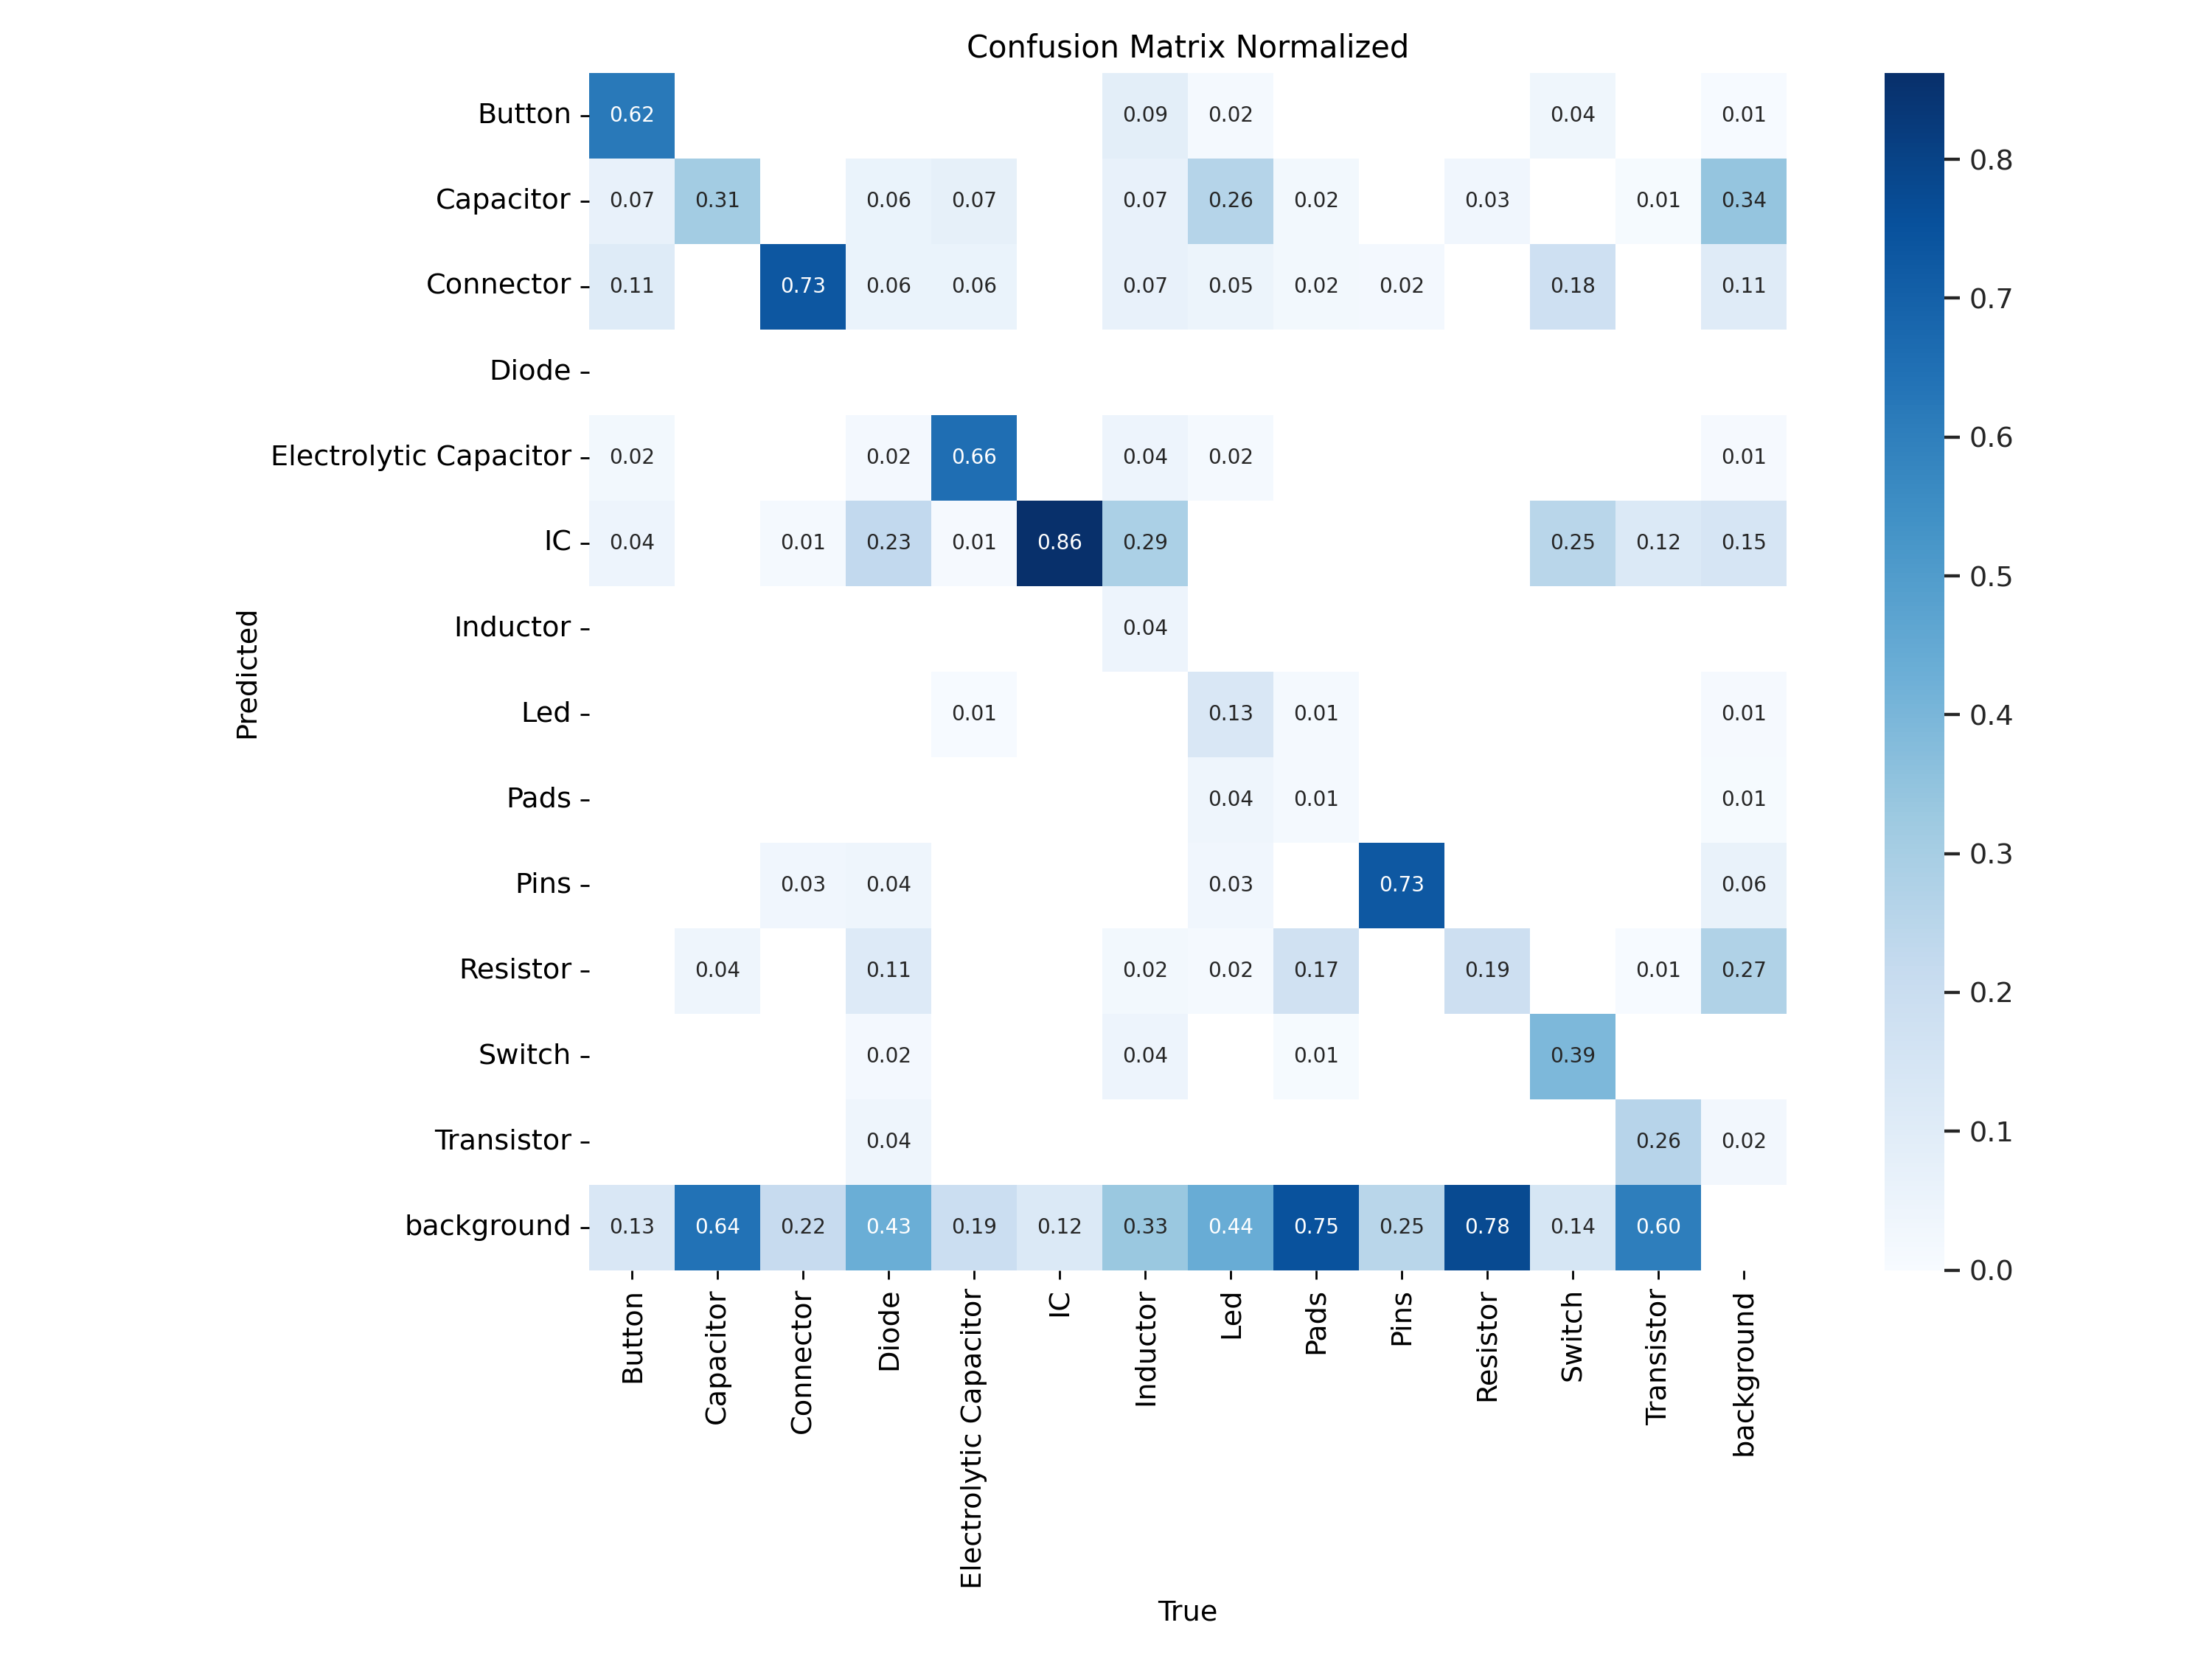 Confusion Matrix Normalized
Button 0.62 0.09 0.02 0.04 0.01
Capacitor 0.07 0.31 0.06 0.07 0.07 0.26 0.02 0.03 0.01 0.34
Connector 0.11 0.73 0.06 0.06 0.07 0.05 0.02 0.02 0.18 0.11
Diode
Electrolytic Capacitor 0.02 0.02 0.66 0.04 0.02 0.01
IC 0.04 0.01 0.23 0.01 0.86 0.29 0.25 0.12 0.15
Inductor 0.04
Led 0.01 0.13 0.01 0.01
Pads 0.04 0.01 0.01
Pins 0.03 0.04 0.03 0.73 0.06
Resistor 0.04 0.11 0.02 0.02 0.17 0.19 0.01 0.27
Switch 0.02 0.04 0.01 0.39
Transistor 0.04 0.26 0.02
background 0.13 0.64 0.22 0.43 0.19 0.12 0.33 0.44 0.75 0.25 0.78 0.14 0.60
Predicted
Button
Capacitor
Connector
Diode
Electrolytic Capacitor
IC
Inductor
Led
Pads
Pins
Resistor
Switch
Transistor
background
True
0.8
0.7
0.6
0.5
0.4
0.3
0.2
0.1
0.0